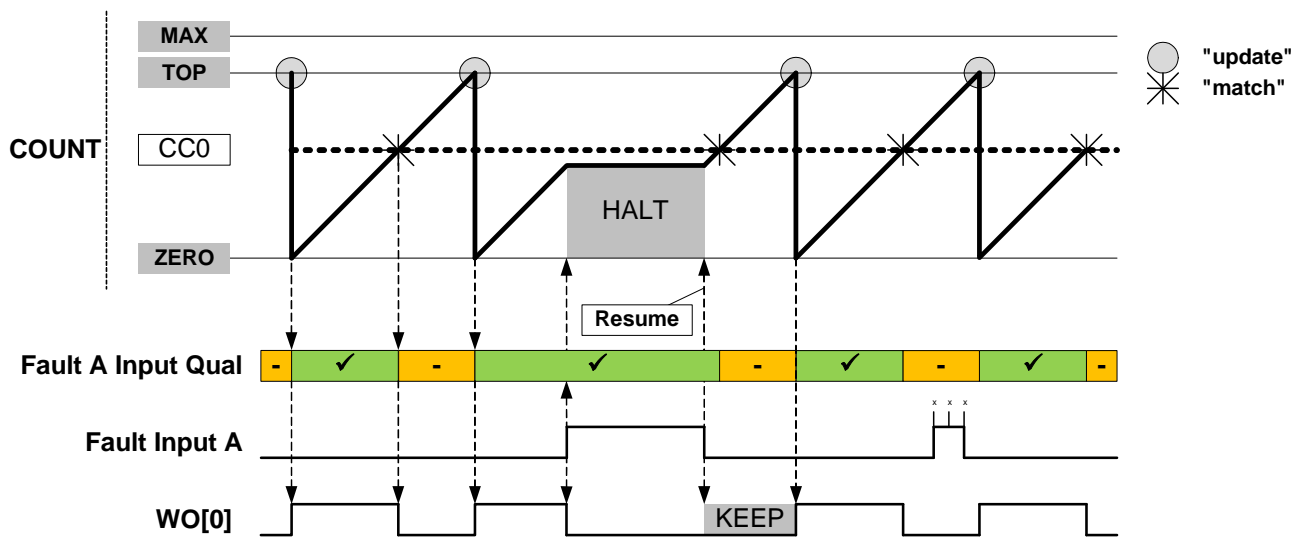 MAX
TOP
"update"
"match"
COUNT
CC0
HALT
ZERO
Resume
Fault A Input Qual
- ✓ - ✓ - ✓ - ✓ -
x x x
Fault Input A
WO[0]
KEEP